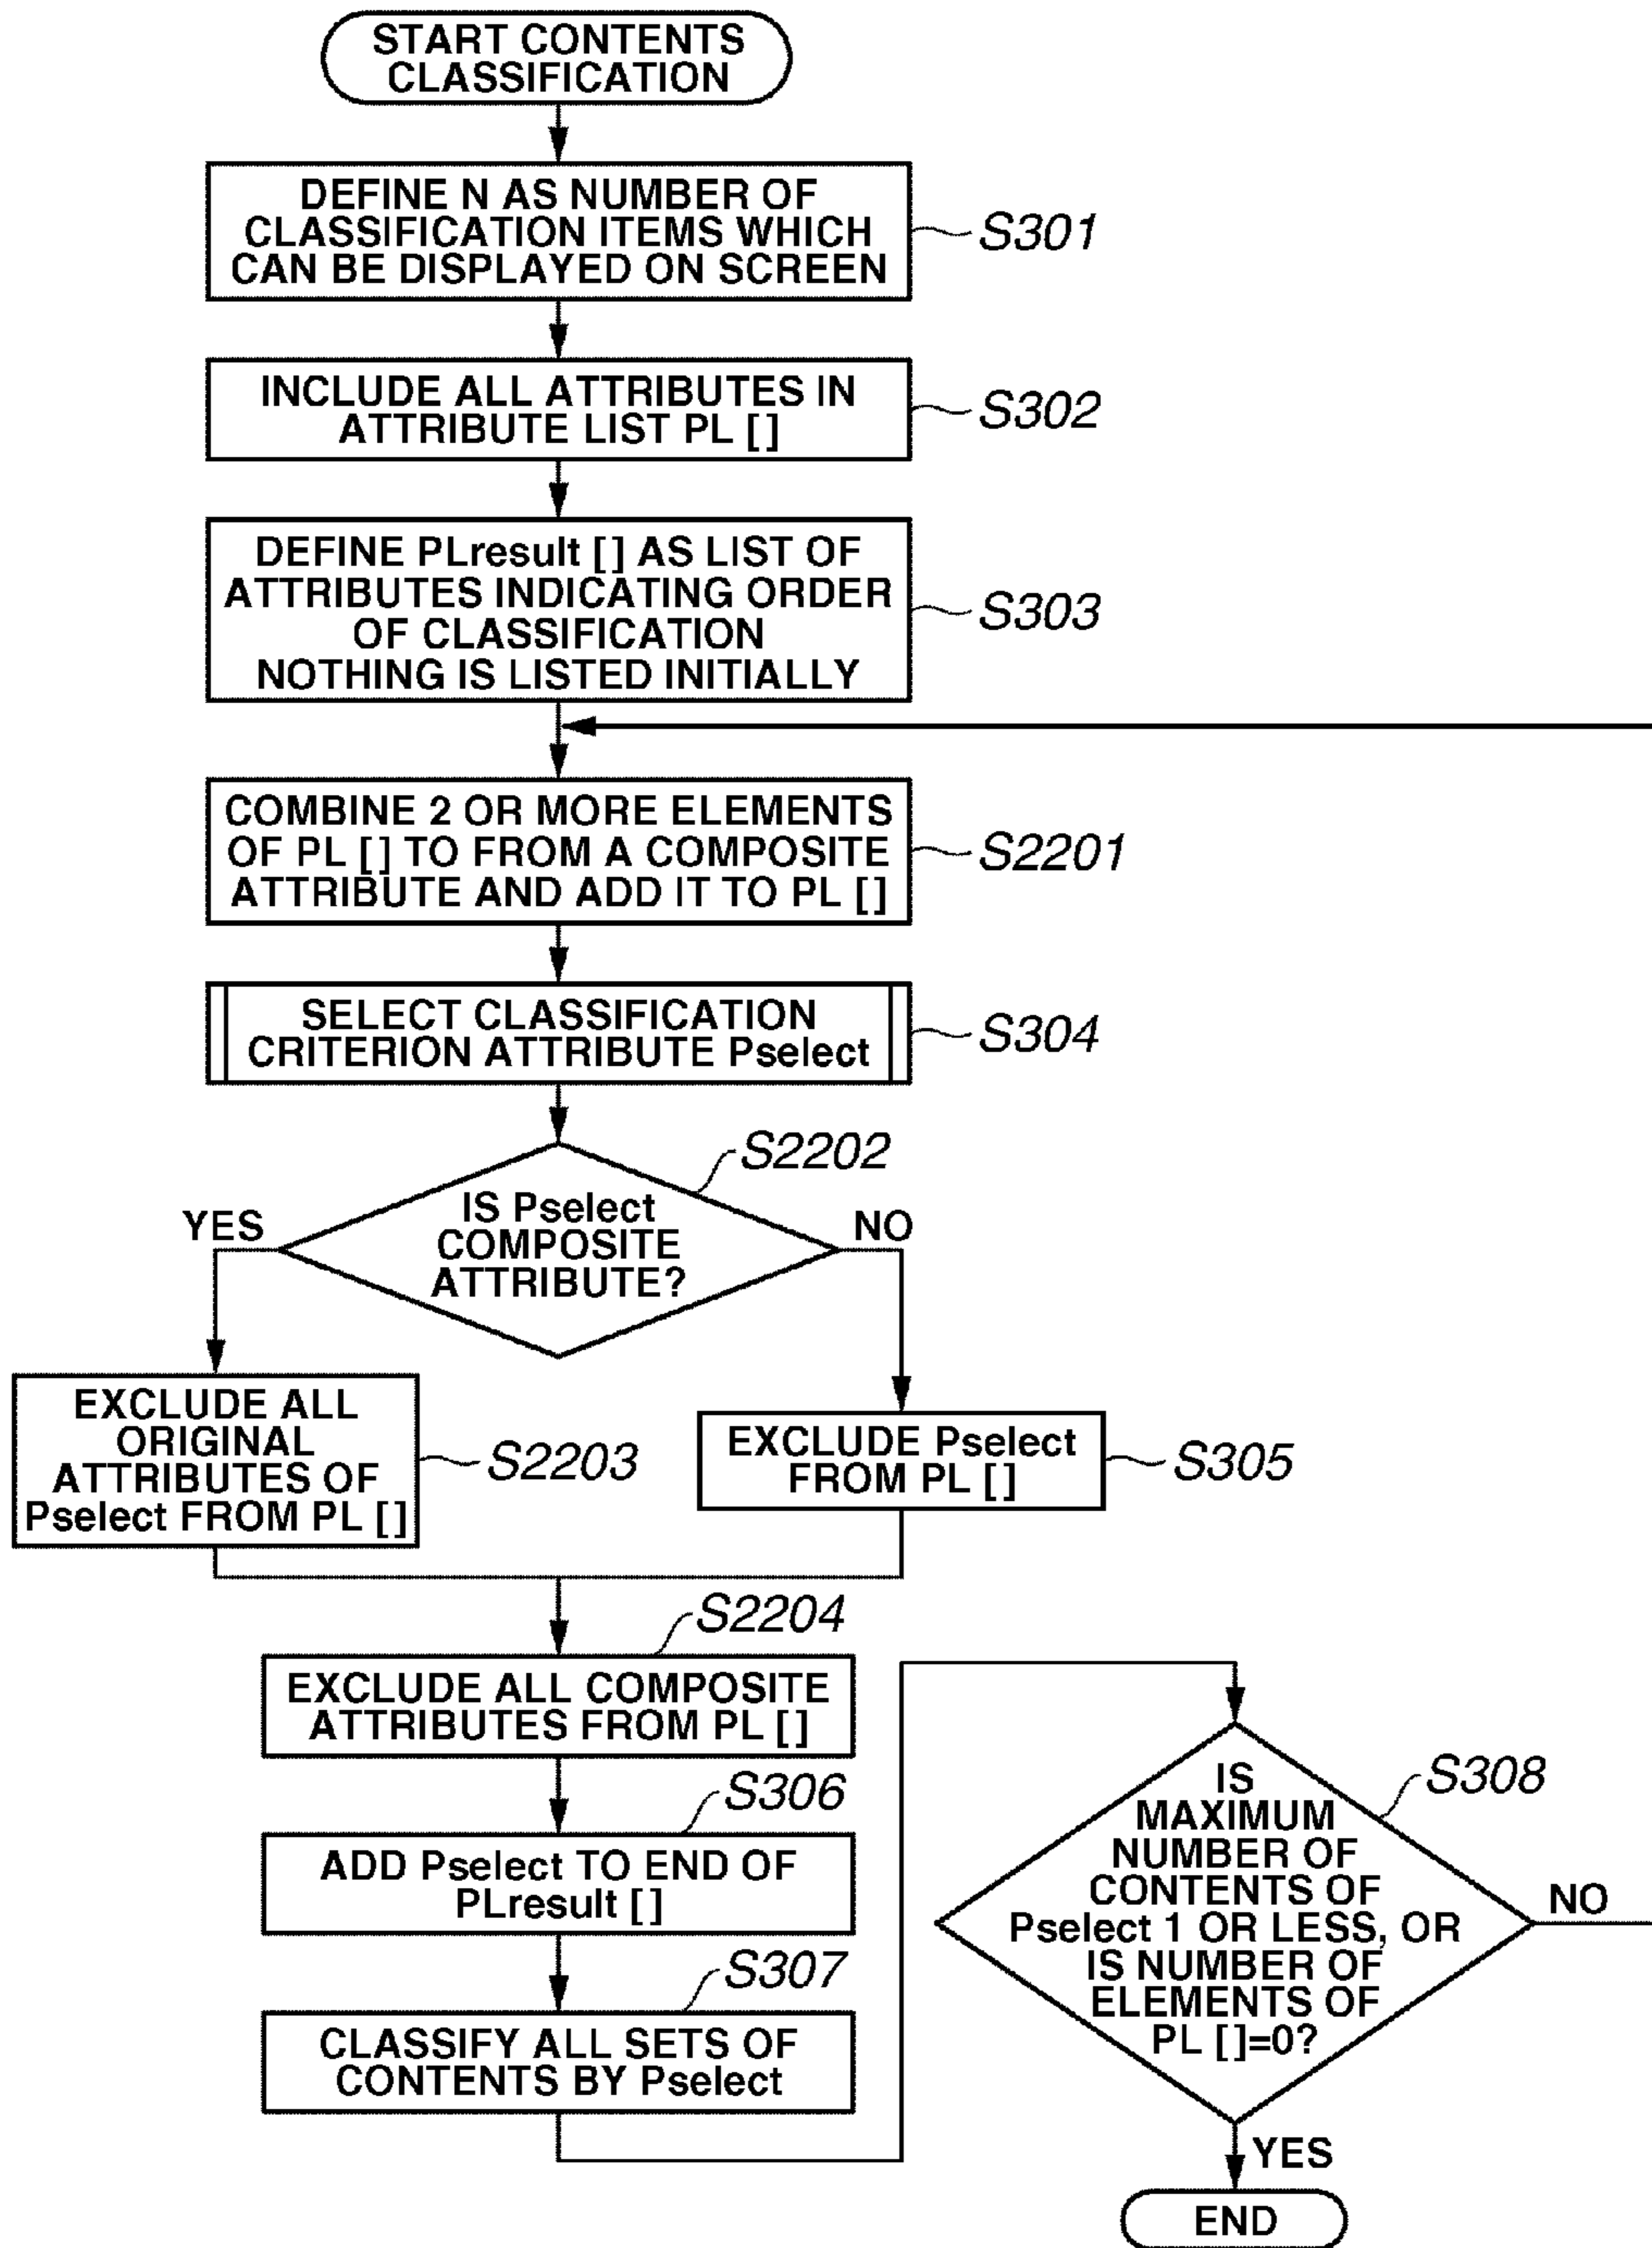 START CONTENTS
CLASSIFICATION
DEFINE N AS NUMBER OF
CLASSIFICATION ITEMS WHICH
CAN BE DISPLAYED ON SCREEN
S301
INCLUDE ALL ATTRIBUTES IN
ATTRIBUTE LIST PL [ ]
S302
DEFINE PLresult [ ] AS LIST OF
ATTRIBUTES INDICATING ORDER
OF CLASSIFICATION
NOTHING IS LISTED INITIALLY
S303
COMBINE 2 OR MORE ELEMENTS
OF PL [ ] TO FROM A COMPOSITE
ATTRIBUTE AND ADD IT TO PL [ ]
S2201
SELECT CLASSIFICATION
CRITERION ATTRIBUTE Pselect
S304
S2202
IS Pselect
COMPOSITE
ATTRIBUTE?
YES
NO
EXCLUDE ALL
ORIGINAL
ATTRIBUTES OF
Pselect FROM PL [ ]
S2203
EXCLUDE Pselect
FROM PL [ ]
S305
S2204
EXCLUDE ALL COMPOSITE
ATTRIBUTES FROM PL [ ]
S306
ADD Pselect TO END OF
PLresult [ ]
S307
CLASSIFY ALL SETS OF
CONTENTS BY Pselect
S308
IS
MAXIMUM
NUMBER OF
CONTENTS OF
Pselect 1 OR LESS, OR
IS NUMBER OF
ELEMENTS OF
PL [ ]=0?
NO
YES
END